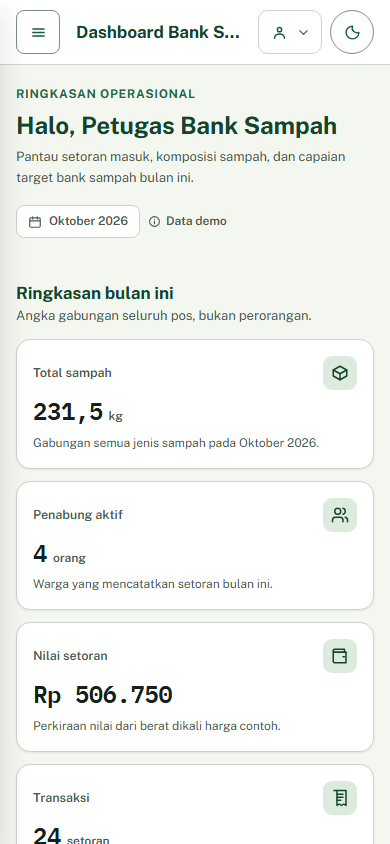 Dashboard Bank S...
RINGKASAN OPERASIONAL
Halo, Petugas Bank Sampah
Pantau setoran masuk, komposisi sampah, dan capaian
target bank sampah bulan ini.
Oktober 2026
Data demo
Ringkasan bulan ini
Angka gabungan seluruh pos, bukan perorangan.
Total sampah
231,5 kg
Gabungan semua jenis sampah pada Oktober 2026.
Penabung aktif
4 orang
Warga yang mencatatkan setoran bulan ini.
Nilai setoran
Rp 506.750
Perkiraan nilai dari berat dikali harga contoh.
Transaksi
24 setoran